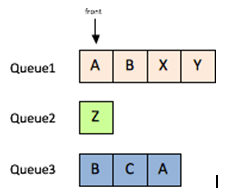 front
Queue1 A B X Y
Queue2 Z
Queue3 B C A